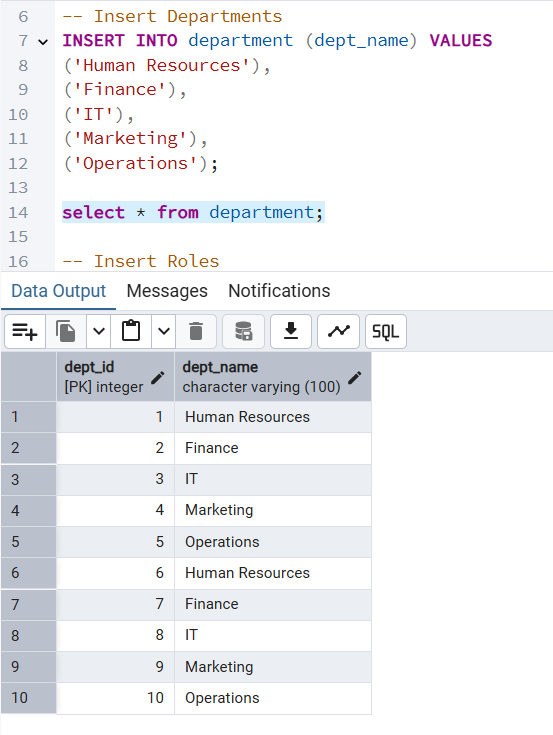 6 -- Insert Departments
7 INSERT INTO department (dept_name) VALUES
8 ('Human Resources'),
9 ('Finance'),
10 ('IT'),
11 ('Marketing'),
12 ('Operations');
13
14 select * from department;
15
16 -- Insert Roles
Data Output Messages Notifications
SQL
dept_id dept_name
[PK] integer character varying (100)
1 1 Human Resources
2 2 Finance
3 3 IT
4 4 Marketing
5 5 Operations
6 6 Human Resources
7 7 Finance
8 8 IT
9 9 Marketing
10 10 Operations